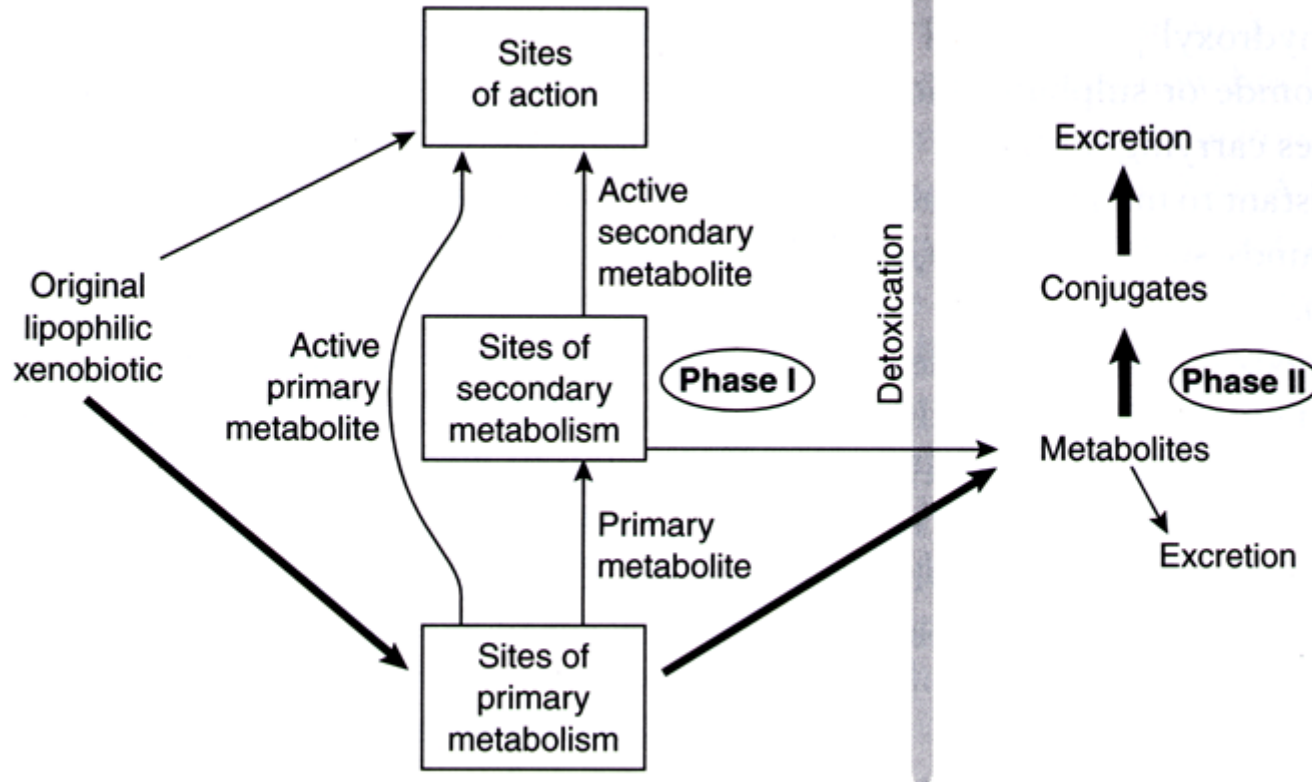 Sites
of action
Original
lipophilic
xenobiotic
Active
primary
metabolite
Active
secondary
metabolite
Sites of
secondary
metabolism
Phase I
Primary
metabolite
Sites of
primary
metabolism
Detoxication
Excretion
Conjugates
Phase II
Metabolites
Excretion